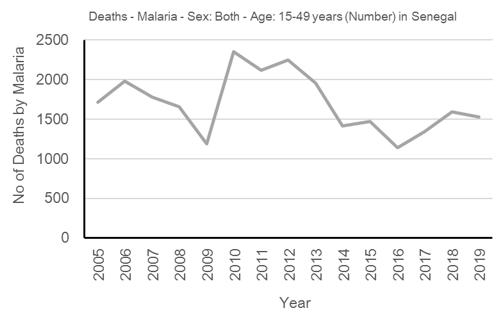 Deaths - Malaria - Sex: Both - Age: 15-49 years (Number) in Senegal
No of Deaths by Malaria
2500
2000
1500
1000
500
0
2005 2006 2007 2008 2009 2010 2011 2012 2013 2014 2015 2016 2017 2018 2019
Year